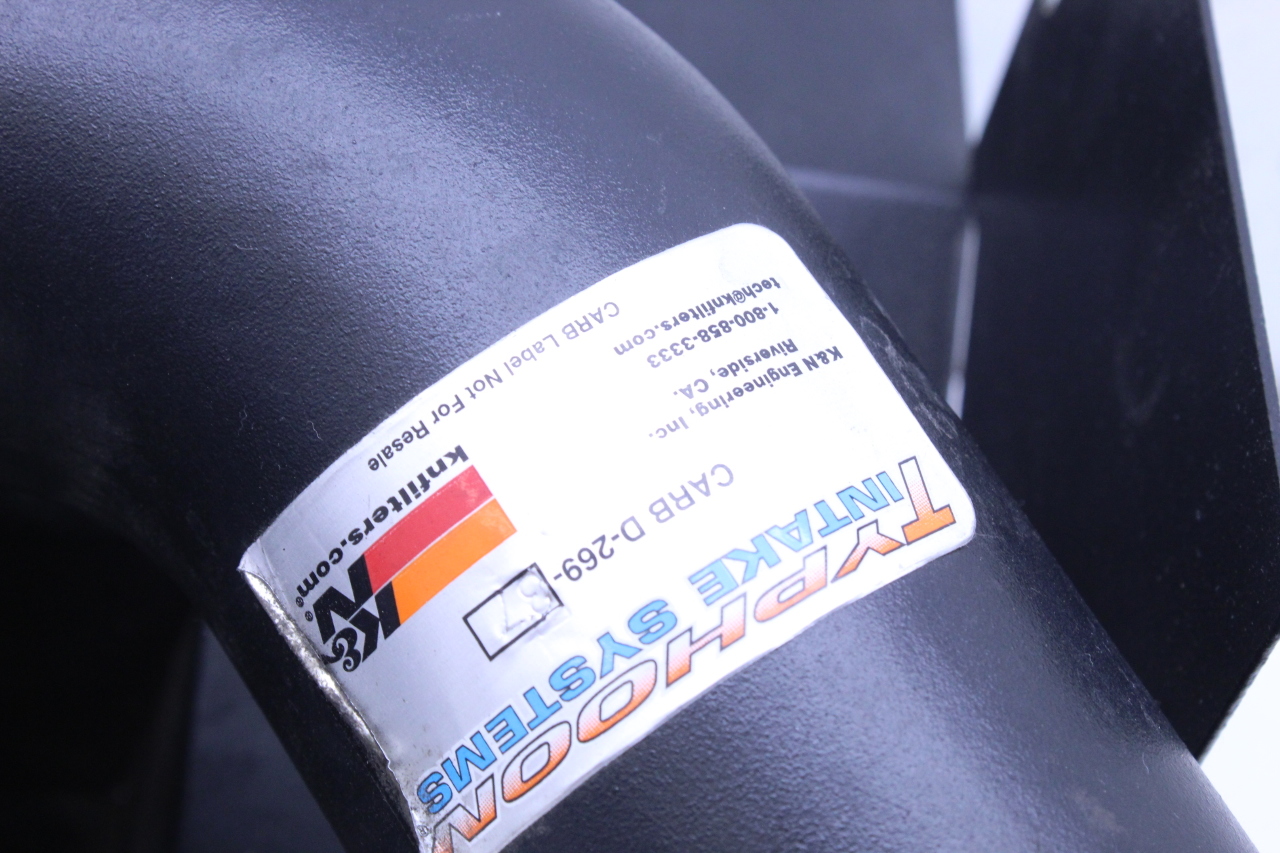 TYPHOON
INTAKE SYSTEMS
CARB D-269-
K&N Engineering, Inc.
Riverside, CA.
1-800-858-3333
tech@knfilters.com
K&N®
knfilters.com®
CARB Label Not For Resale